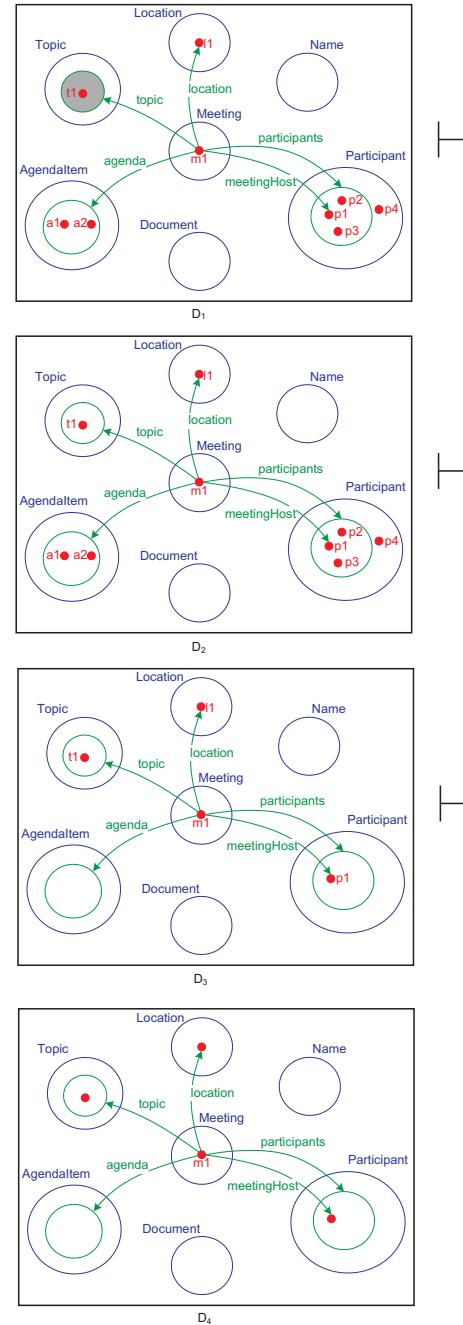 Location
Topic
Name
l1
t1
location
topic
Meeting
participants
m1
agenda
meetingHost
Participant
AgendaItem
p2
p4
p1
a1
a2
Document
p3
D1
Location
Topic
Name
l1
t1
location
topic
Meeting
participants
m1
agenda
meetingHost
Participant
AgendaItem
p2
p4
p1
a1
a2
Document
p3
D2
Location
Topic
Name
l1
t1
location
topic
Meeting
participants
m1
agenda
meetingHost
Participant
AgendaItem
p1
Document
D3
Location
Topic
Name
location
topic
Meeting
participants
m1
agenda
meetingHost
Participant
AgendaItem
Document
D4